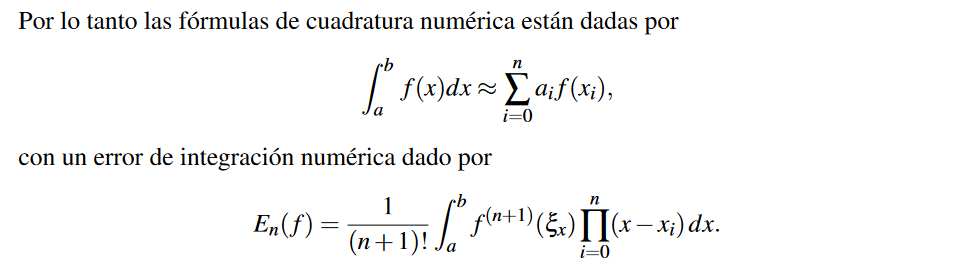 Por lo tanto las fórmulas de cuadratura numérica están dadas por
∫_a^b f(x)dx ≈ ∑_{i=0}^n a_i f(x_i),
con un error de integración numérica dado por
E_n(f) = \frac{1}{(n+1)!} ∫_a^b f^{(n+1)}(ξ_x) ∏_{i=0}^n (x − x_i) dx.